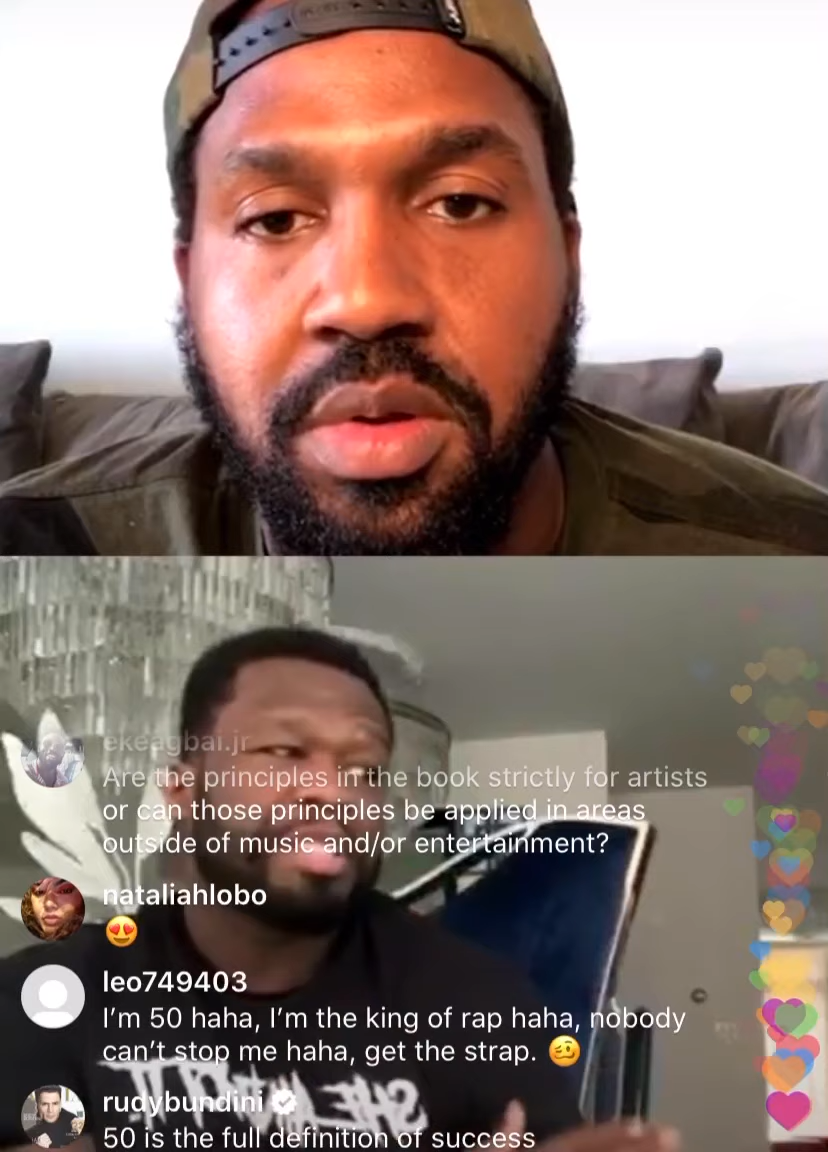 ekeagbai.jr
Are the principles in the book strictly for artists
or can those principles be applied in areas
outside of music and/or entertainment?
nataliahlobo
😍
leo749403
I’m 50 haha, I’m the king of rap haha, nobody
can’t stop me haha, get the strap. 🥴
rudybundini
50 is the full definition of success